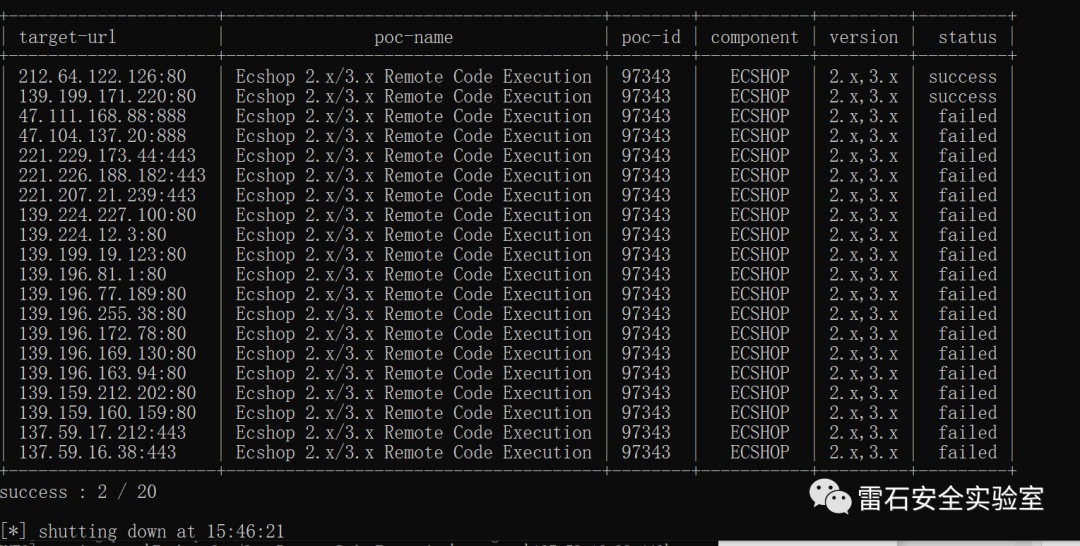 target-url | poc-name | poc-id | component | version | status
212.64.122.126:80 | Ecshop 2.x/3.x Remote Code Execution | 97343 | ECSHOP | 2.x,3.x | success
139.199.171.220:80 | Ecshop 2.x/3.x Remote Code Execution | 97343 | ECSHOP | 2.x,3.x | success
47.111.168.88:888 | Ecshop 2.x/3.x Remote Code Execution | 97343 | ECSHOP | 2.x,3.x | failed
47.104.137.20:888 | Ecshop 2.x/3.x Remote Code Execution | 97343 | ECSHOP | 2.x,3.x | failed
221.229.173.44:443 | Ecshop 2.x/3.x Remote Code Execution | 97343 | ECSHOP | 2.x,3.x | failed
221.226.188.182:443 | Ecshop 2.x/3.x Remote Code Execution | 97343 | ECSHOP | 2.x,3.x | failed
221.207.21.239:443 | Ecshop 2.x/3.x Remote Code Execution | 97343 | ECSHOP | 2.x,3.x | failed
139.224.227.100:80 | Ecshop 2.x/3.x Remote Code Execution | 97343 | ECSHOP | 2.x,3.x | failed
139.224.12.3:80 | Ecshop 2.x/3.x Remote Code Execution | 97343 | ECSHOP | 2.x,3.x | failed
139.199.19.123:80 | Ecshop 2.x/3.x Remote Code Execution | 97343 | ECSHOP | 2.x,3.x | failed
139.196.81.1:80 | Ecshop 2.x/3.x Remote Code Execution | 97343 | ECSHOP | 2.x,3.x | failed
139.196.77.189:80 | Ecshop 2.x/3.x Remote Code Execution | 97343 | ECSHOP | 2.x,3.x | failed
139.196.255.38:80 | Ecshop 2.x/3.x Remote Code Execution | 97343 | ECSHOP | 2.x,3.x | failed
139.196.172.78:80 | Ecshop 2.x/3.x Remote Code Execution | 97343 | ECSHOP | 2.x,3.x | failed
139.196.169.130:80 | Ecshop 2.x/3.x Remote Code Execution | 97343 | ECSHOP | 2.x,3.x | failed
139.196.163.94:80 | Ecshop 2.x/3.x Remote Code Execution | 97343 | ECSHOP | 2.x,3.x | failed
139.159.212.202:80 | Ecshop 2.x/3.x Remote Code Execution | 97343 | ECSHOP | 2.x,3.x | failed
139.159.160.159:80 | Ecshop 2.x/3.x Remote Code Execution | 97343 | ECSHOP | 2.x,3.x | failed
137.59.17.212:443 | Ecshop 2.x/3.x Remote Code Execution | 97343 | ECSHOP | 2.x,3.x | failed
137.59.16.38:443 | Ecshop 2.x/3.x Remote Code Execution | 97343 | ECSHOP | 2.x,3.x | failed
success : 2 / 20
雷石安全实验室
[*] shutting down at 15:46:21